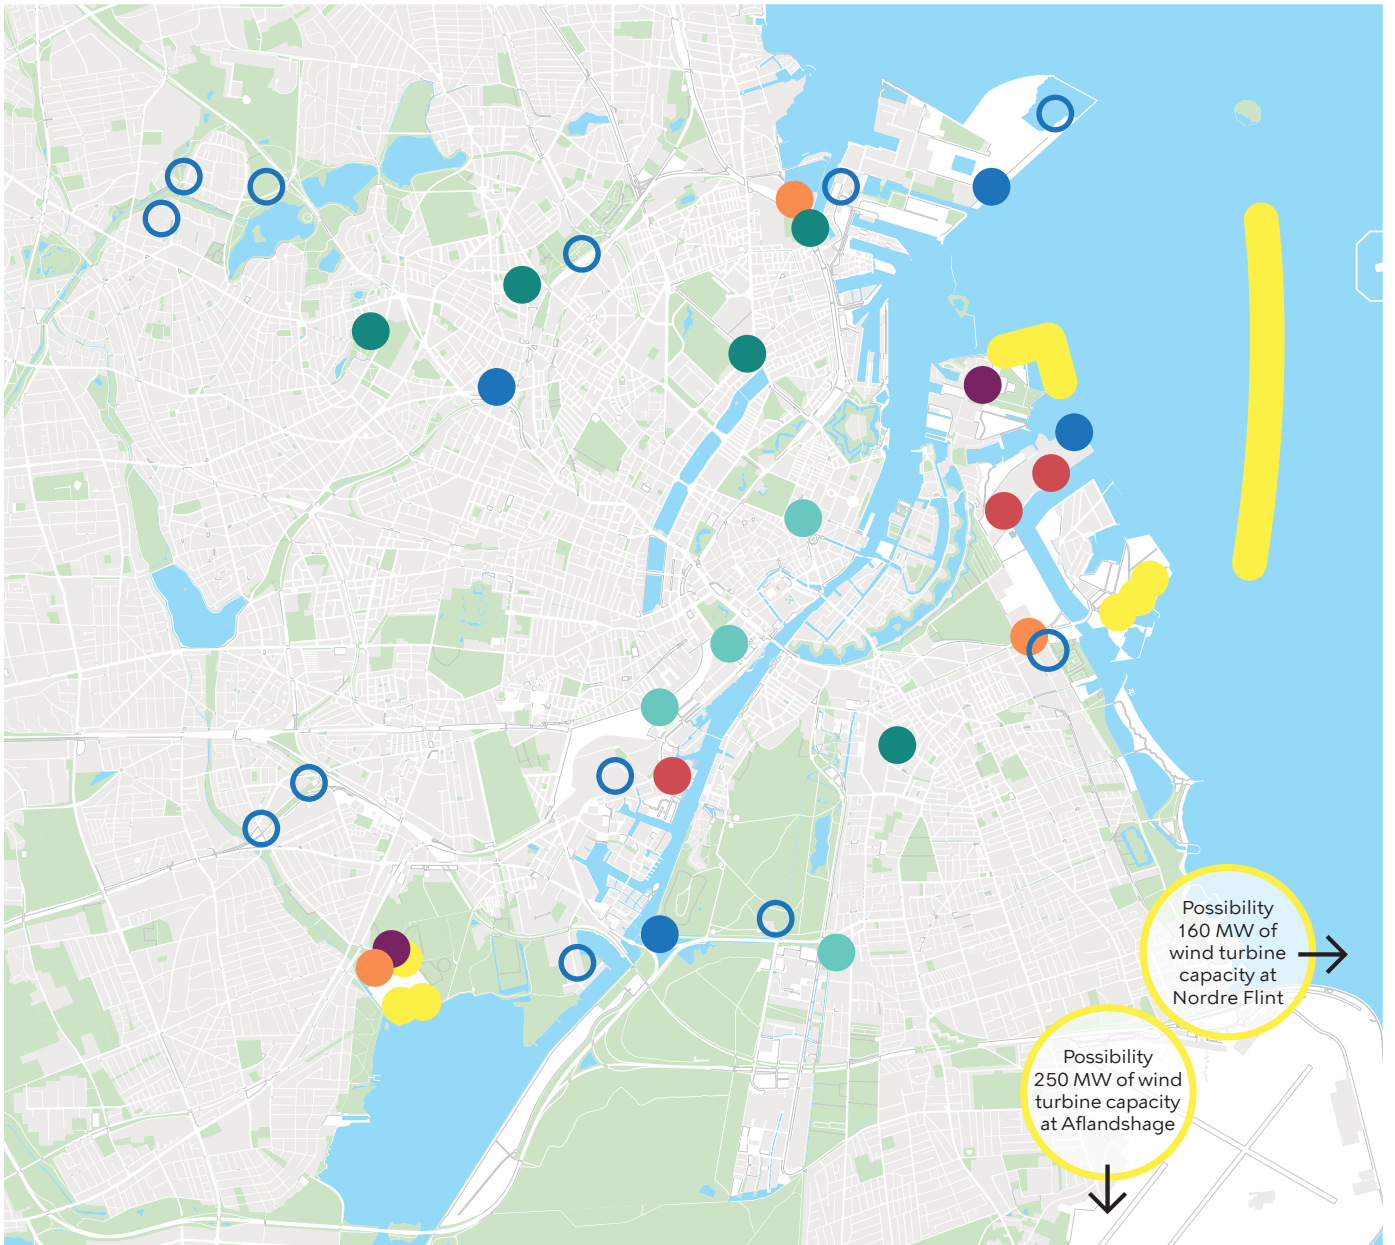 Possibility
160 MW of
wind turbine
capacity at
Nordre Flint
Possibility
250 MW of wind
turbine capacity
at Aflandshage